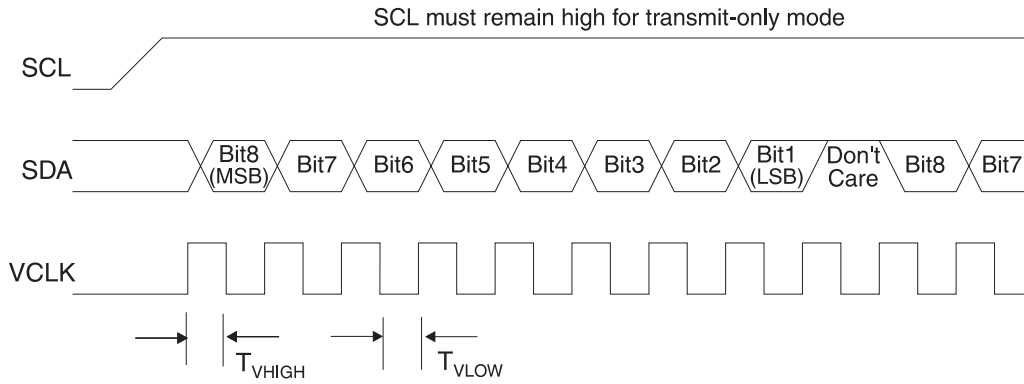 SCL must remain high for transmit-only mode
SCL
SDA
Bit8
(MSB)
Bit7
Bit6
Bit5
Bit4
Bit3
Bit2
Bit1
(LSB)
Don't
Care
Bit8
Bit7
VCLK
TVHIGH
TVLOW